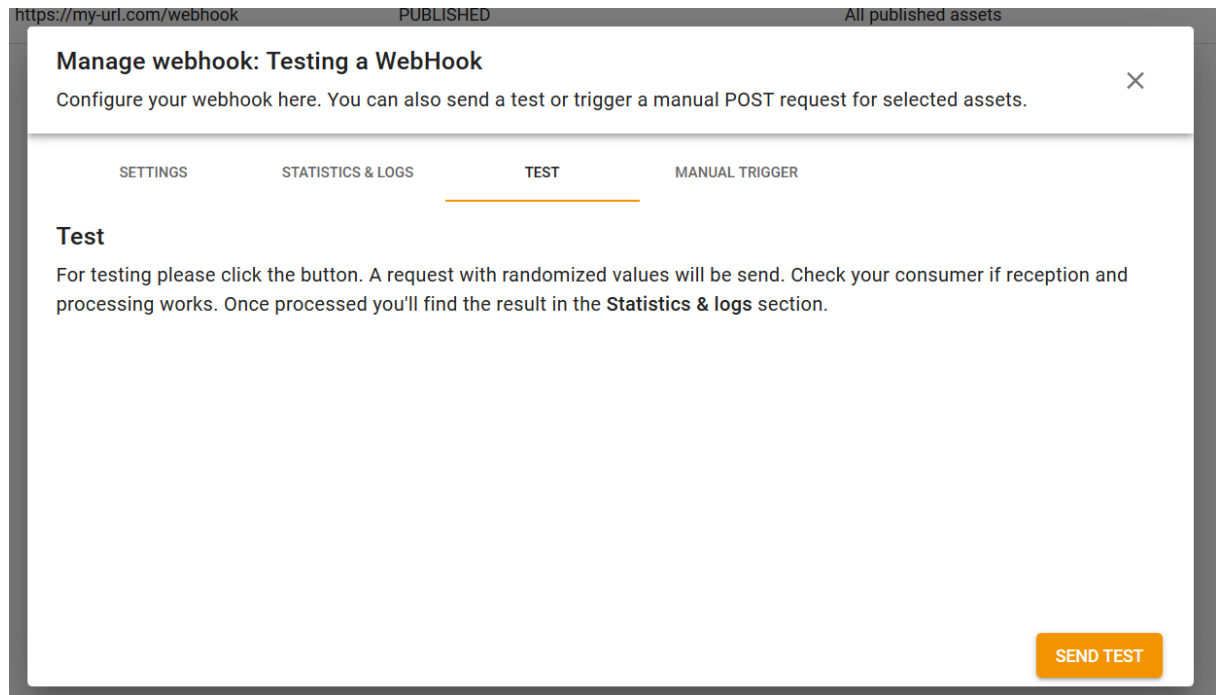 https://my-url.com/webhook PUBLISHED All published assets
Manage webhook: Testing a WebHook
Configure your webhook here. You can also send a test or trigger a manual POST request for selected assets.
SETTINGS STATISTICS & LOGS TEST MANUAL TRIGGER
Test
For testing please click the button. A request with randomized values will be send. Check your consumer if reception and
processing works. Once processed you'll find the result in the Statistics & logs section.
SEND TEST